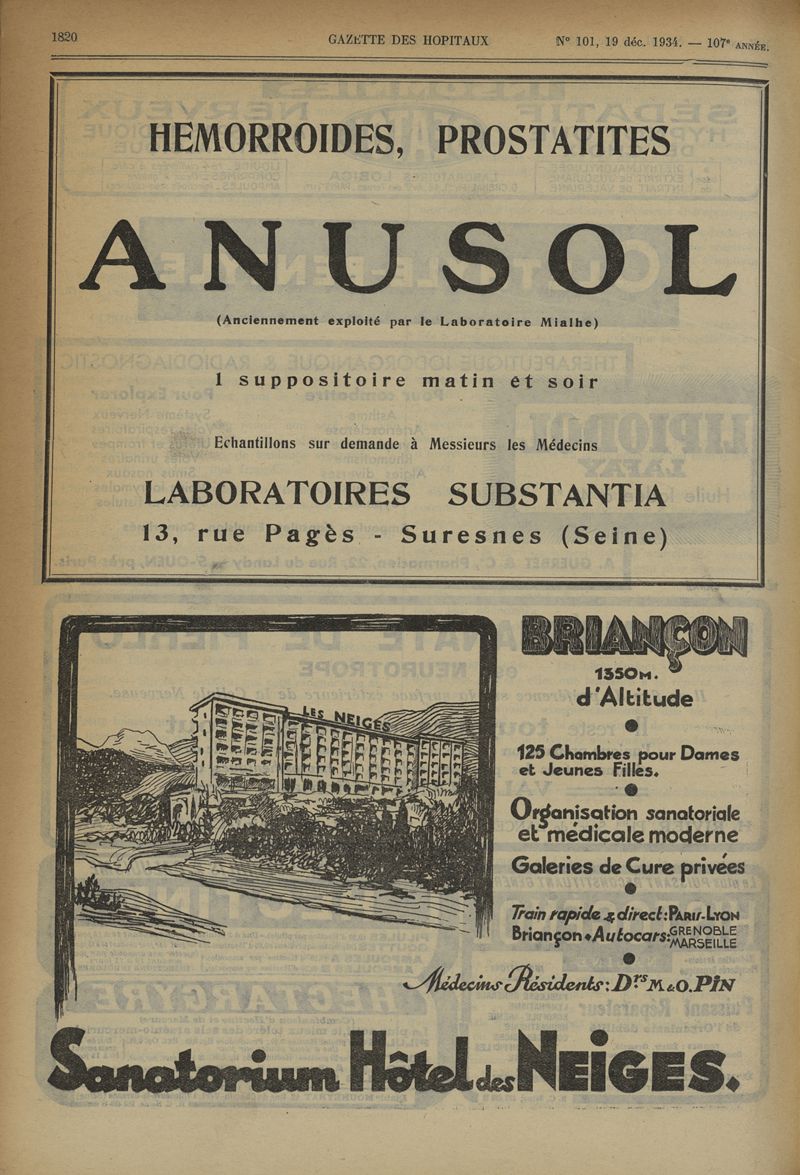 1820
GAZETTE DES HOPITAUX
N° 101, 19 déc. 1934. — 107e ANNÉE.
HEMORROIDES, PROSTATITES
ANUSOL
(Anciennement exploité par le Laboratoire Mialhe)
1 suppositoire matin et soir
Echantillons sur demande à Messieurs les Médecins
LABORATOIRES SUBSTANTIA
13, rue Pagès - Suresnes (Seine)
LES NEIGES
BRIANÇON
1350M.
d'Altitude
125 Chambres pour Dames
et Jeunes Filles.
Organisation sanatoriale
et médicale moderne
Galeries de Cure privées
Train rapide & direct: PARIS-LYON
Briançon • Autocars: GRENOBLE
MARSEILLE
Médecins Résidents: Drs M. & O. PIN
Sanatorium Hôtel des NEIGES.